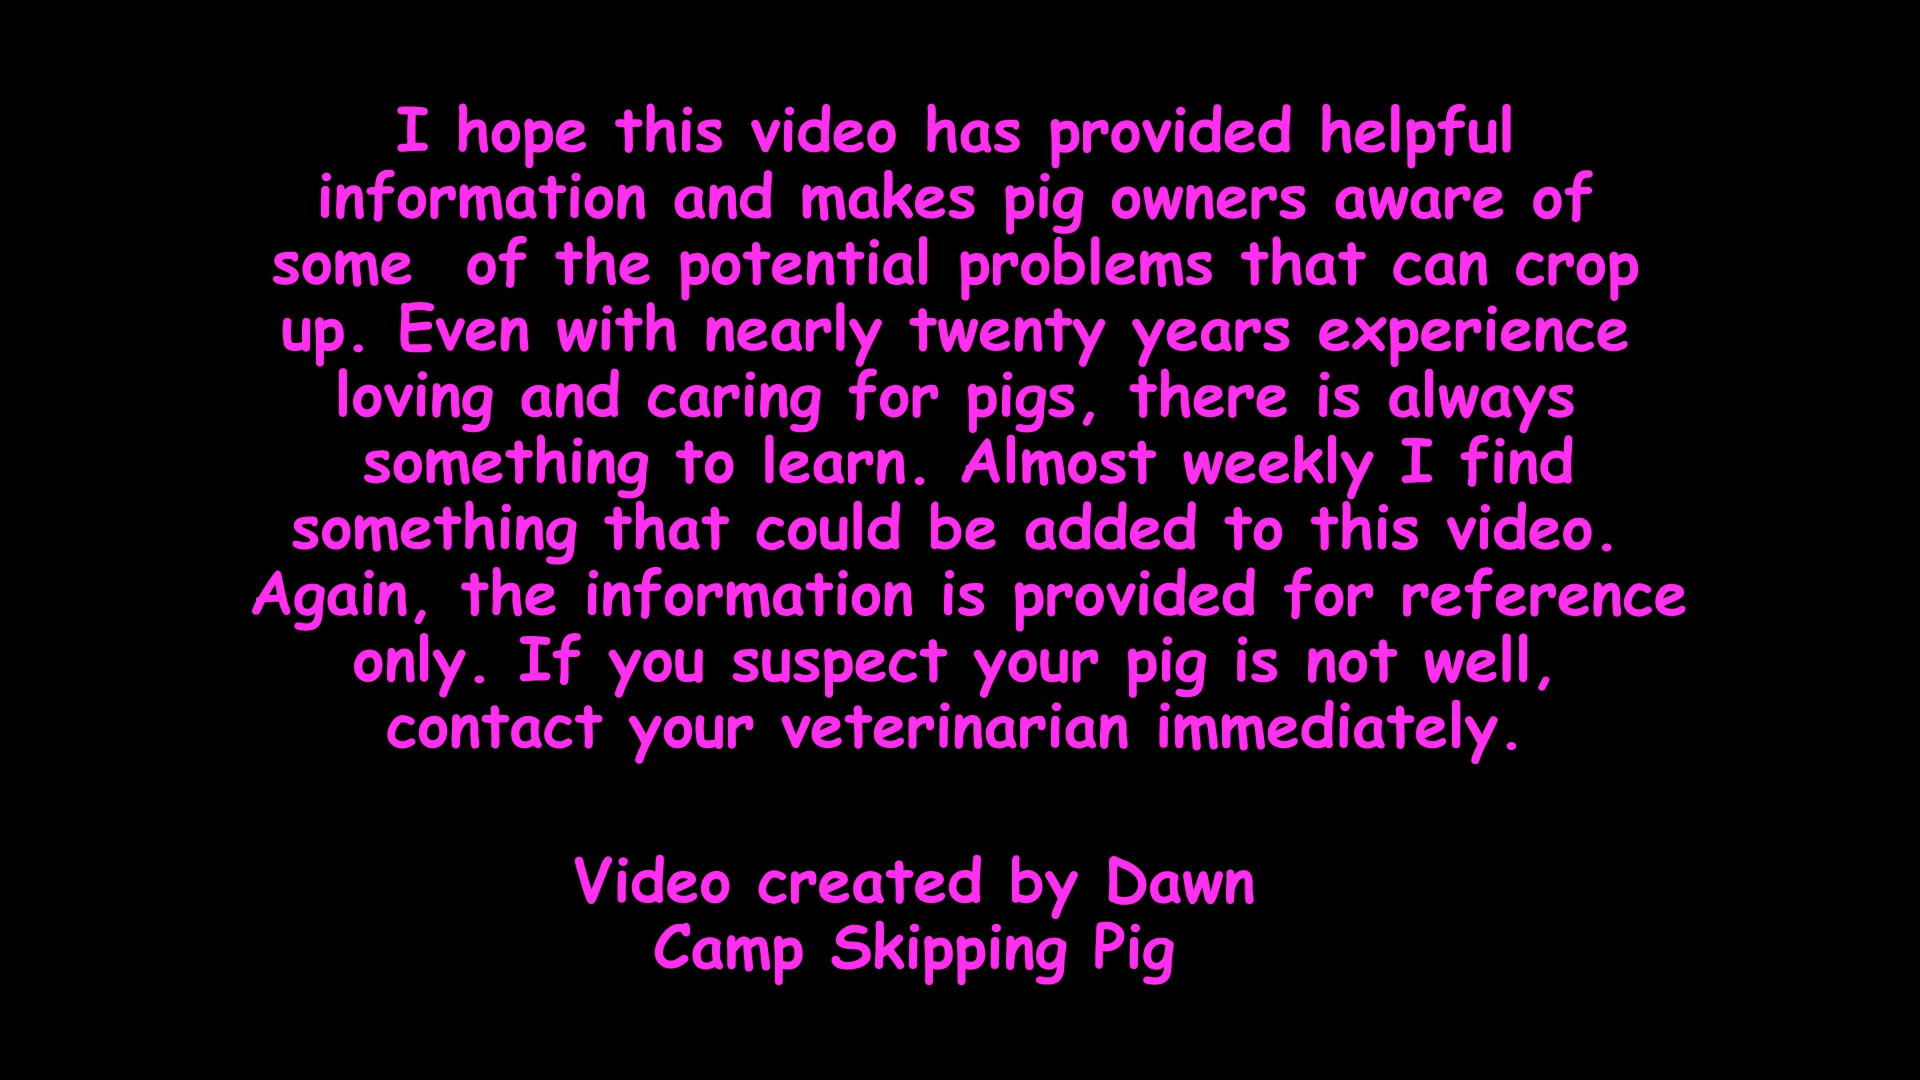 I hope this video has provided helpful
information and makes pig owners aware of
some  of the potential problems that can crop
up. Even with nearly twenty years experience
loving and caring for pigs, there is always
something to learn. Almost weekly I find
something that could be added to this video.
Again, the information is provided for reference
only. If you suspect your pig is not well,
contact your veterinarian immediately.
Video created by Dawn
Camp Skipping Pig